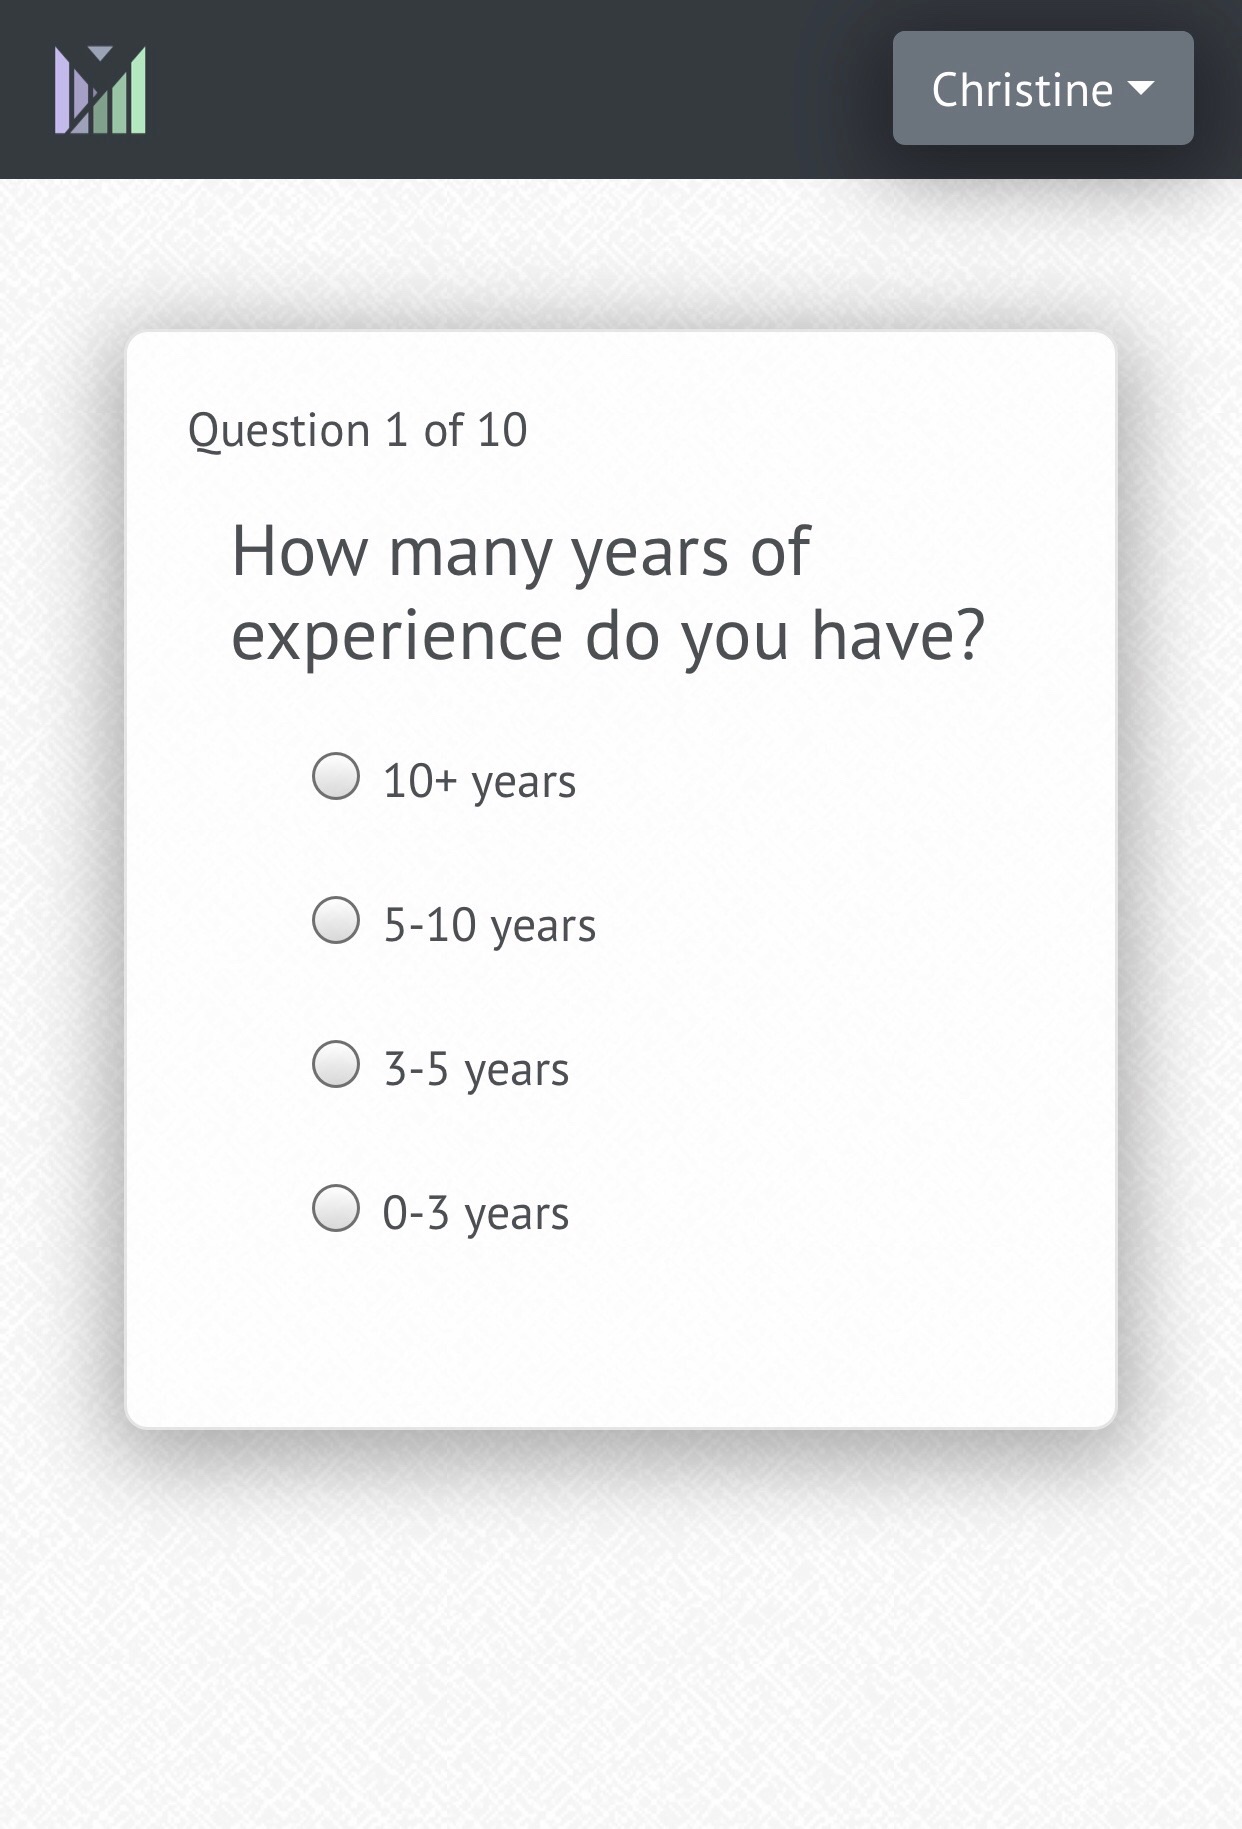 Christine
Question 1 of 10
How many years of
experience do you have?
10+ years
5-10 years
3-5 years
0-3 years